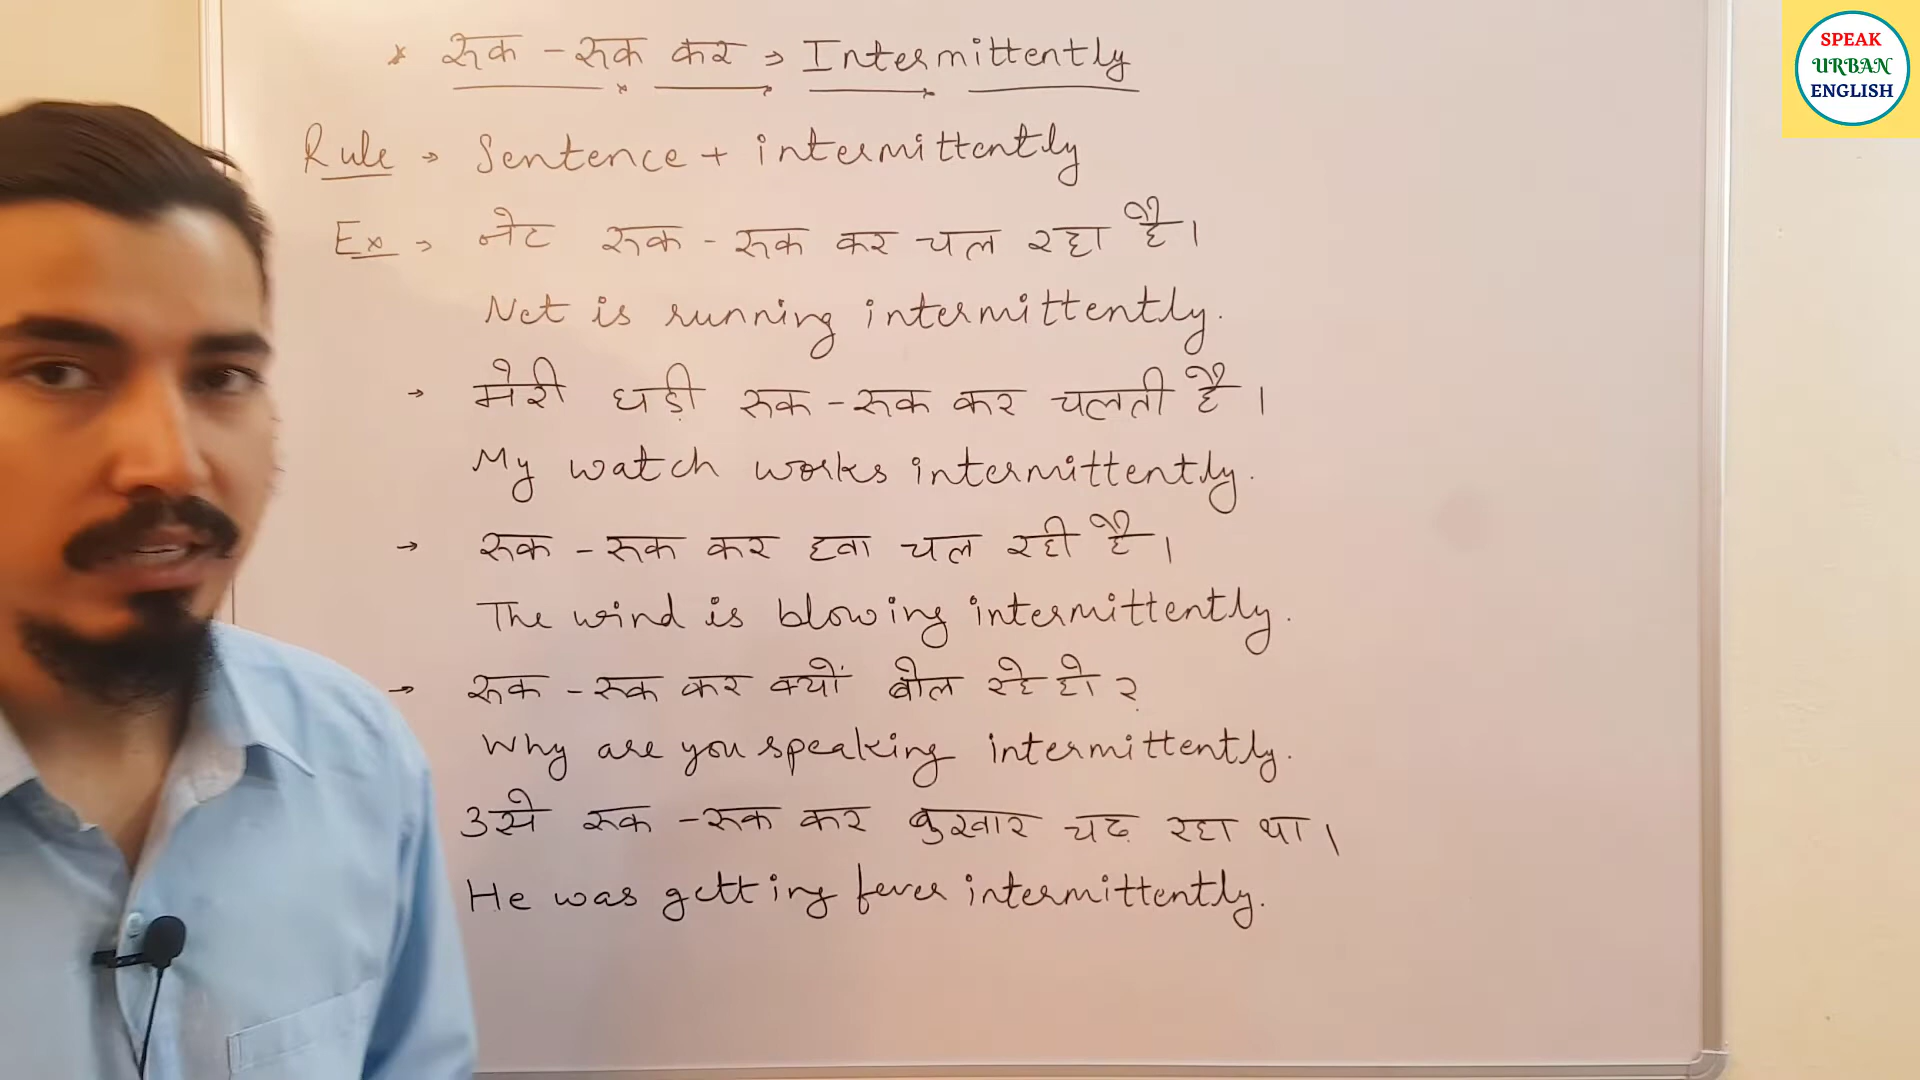 * रुक - रुक कर → Intermittently
SPEAK
URBAN
ENGLISH
Rule → Sentence + intermittently
Ex → नेट रुक - रुक कर चल रहा है।
Net is running intermittently.
→ मेरी घड़ी रुक - रुक कर चलती है।
My watch works intermittently.
→ रुक - रुक कर हवा चल रही है।
The wind is blowing intermittently.
→ रुक - रुक कर क्यों बोल रहे हो ?
Why are you speaking intermittently.
उसे रुक - रुक कर बुखार चढ़ रहा था।
He was getting fever intermittently.